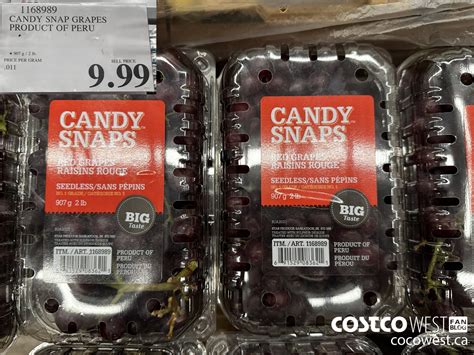 1168989
CANDY SNAP GRAPES
PRODUCT OF PERU
907 g / 2 lb.
PRICE PER GRAM
.011
SELL PRICE
9.99
CANDY
SNAPS
RED GRAPES
RAISINS ROUGE
SEEDLESS/SANS PÉPINS
907 g 2 lb
BIG
Taste
ITM. / ART. 1168989
PRODUCT OF
PERU
PRODUIT DU
PÉROU
CANDY
SNAPS
RED GRAPES
RAISINS ROUGE
SEEDLESS/SANS PÉPINS
907 g 2 lb
BIG
Taste
ITM. / ART. 1168989
PRODUCT OF
PERU
PRODUIT DU
PÉROU
COSTCO WEST FAN BLOG
cocowest.ca